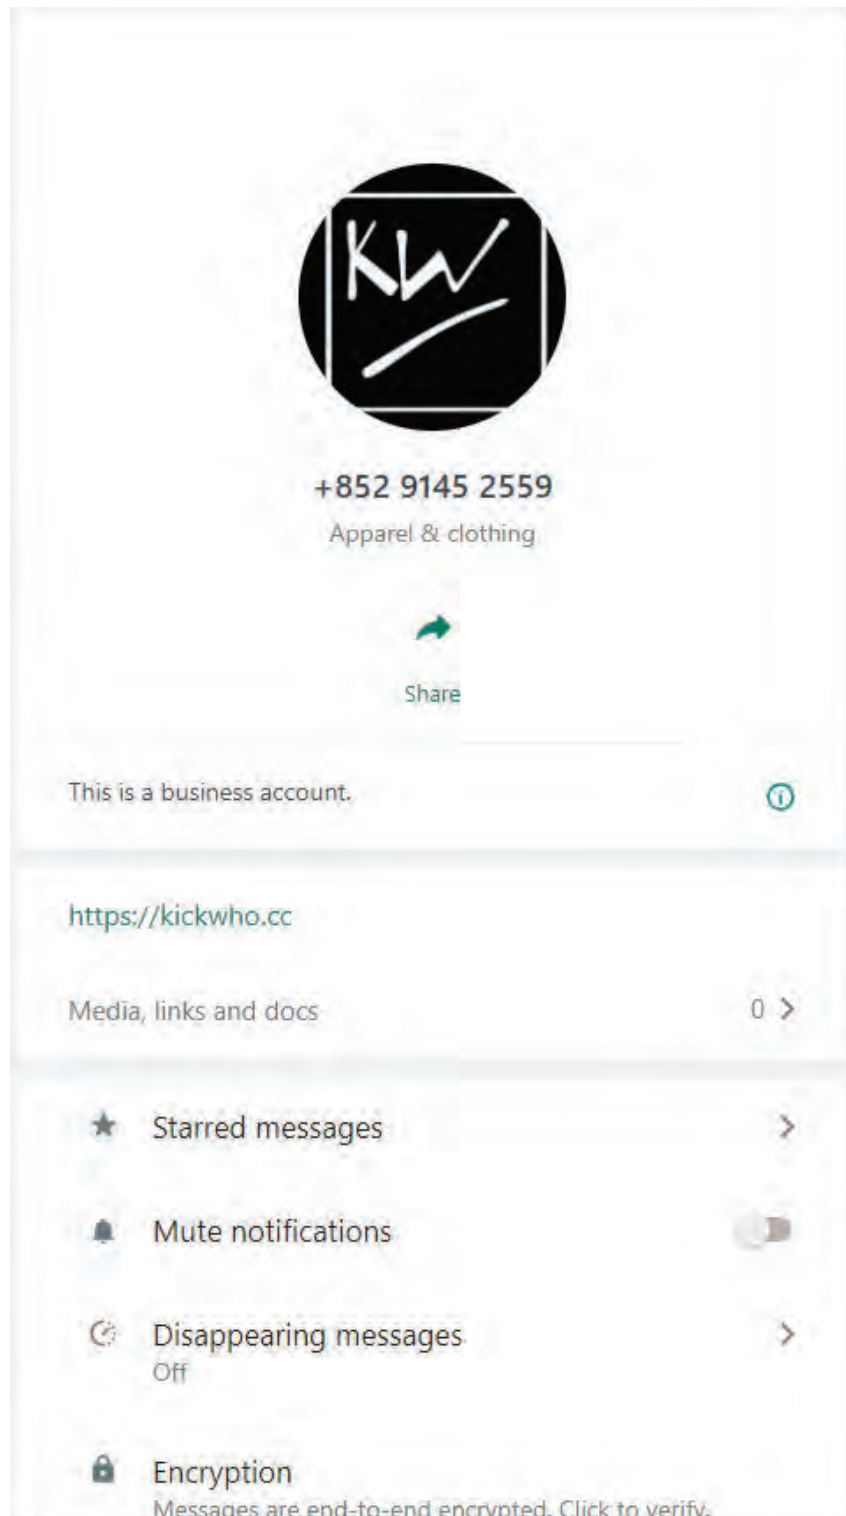 KW
+852 9145 2559
Apparel & clothing
Share
This is a business account.
https://kickwho.cc
Media, links and docs 0
Starred messages
Mute notifications
Disappearing messages
Off
Encryption
Messages are end-to-end encrypted. Click to verify.